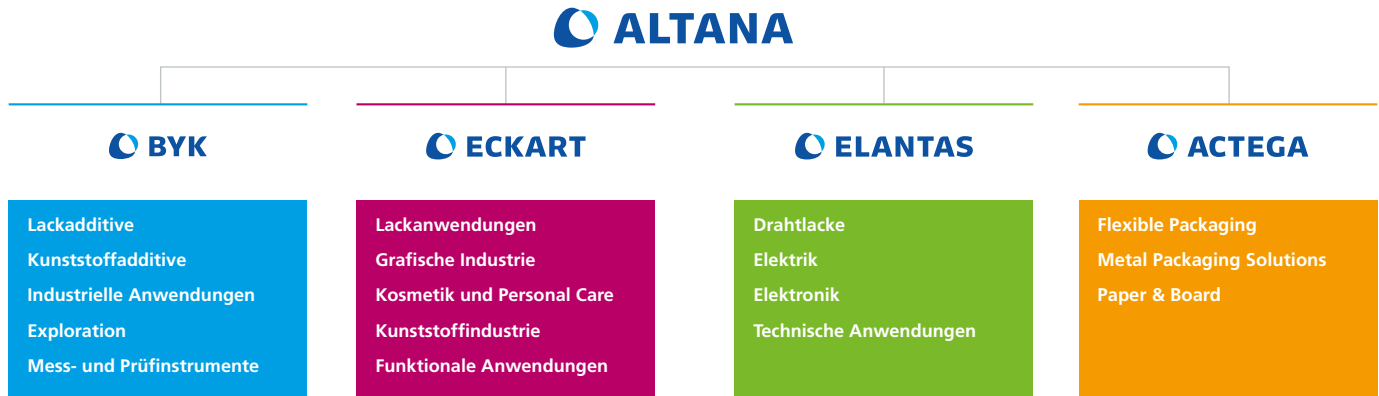 ALTANA
BYK
Lackadditive
Kunststoffadditive
Industrielle Anwendungen
Exploration
Mess- und Prüfinstrumente
ECKART
Lackanwendungen
Grafische Industrie
Kosmetik und Personal Care
Kunststoffindustrie
Funktionale Anwendungen
ELANTAS
Drahtlacke
Elektrik
Elektronik
Technische Anwendungen
ACTEGA
Flexible Packaging
Metal Packaging Solutions
Paper & Board